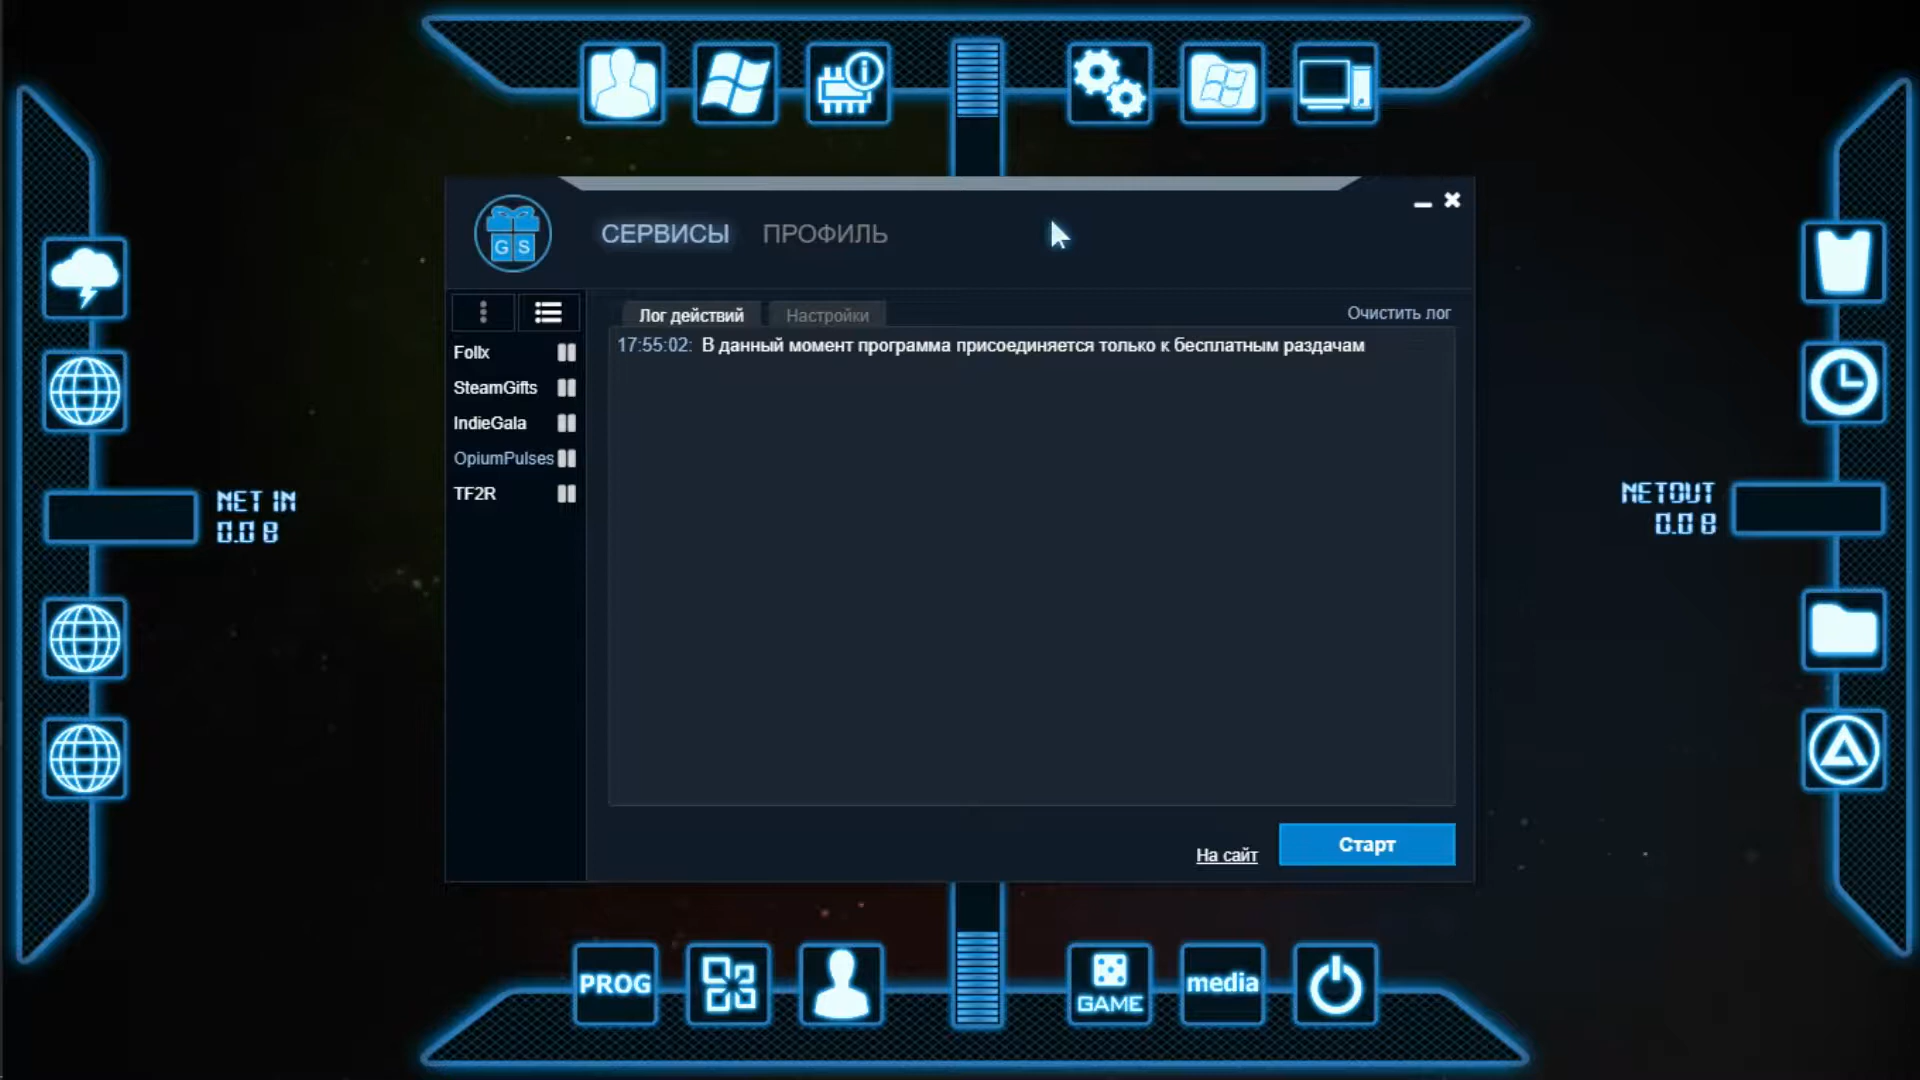 G S
СЕРВИСЫ ПРОФИЛЬ
Лог действий Настройки Очистить лог
17:55:02: В данный момент программа присоединяется только к бесплатным раздачам
Follx
SteamGifts
IndieGala
OpiumPulses
TF2R
NET IN
0.0 B
NETOUT
0.0 B
На сайт Старт
PROG
GAME
media